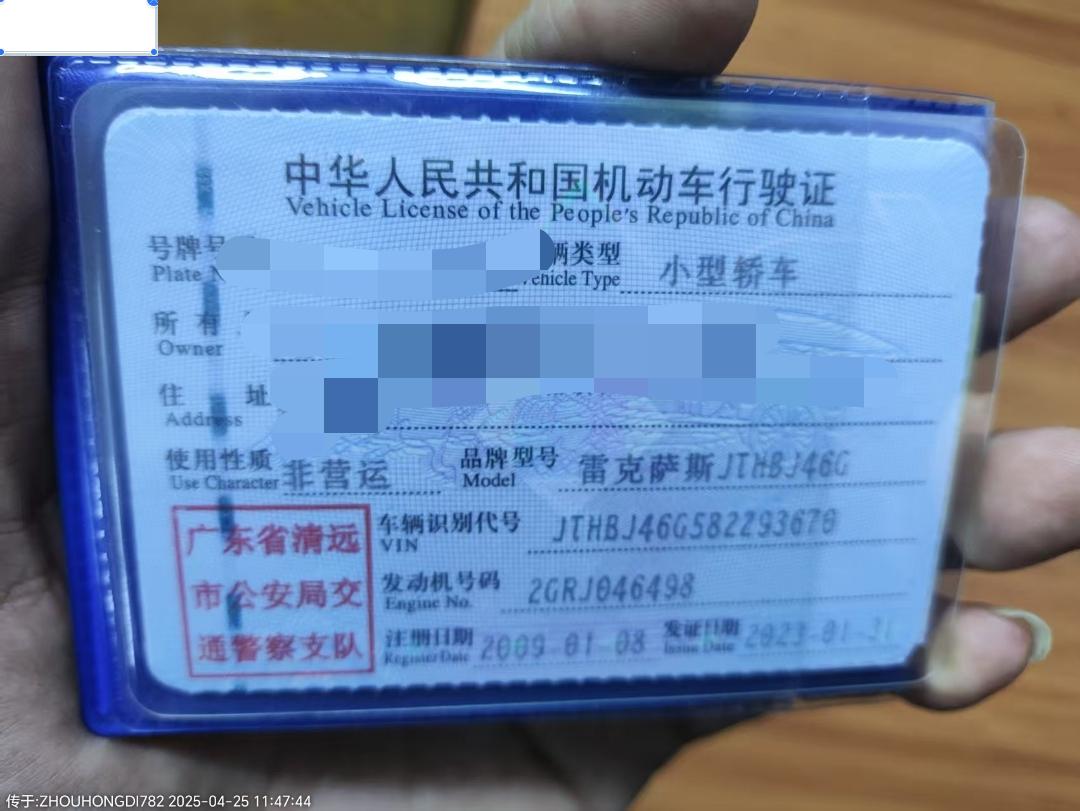 中华人民共和国机动车行驶证
Vehicle License of the People's Republic of China
号牌号 辆类型 小型轿车
Plate Vehicle Type
所有
Owner
住址
Address
使用性质 非营运 品牌型号 雷克萨斯JTHBJ46G
Use Character Model
广东省清远 车辆识别代号 JTHBJ46G582293670
VIN
市公安局交 发动机号码 2GRJ046498
Engine No.
通警察支队 注册日期 2009-01-08 发证日期 2023-01-31
Register Date Issue Date
传于:ZHOUHONGDI782 2025-04-25 11:47:44